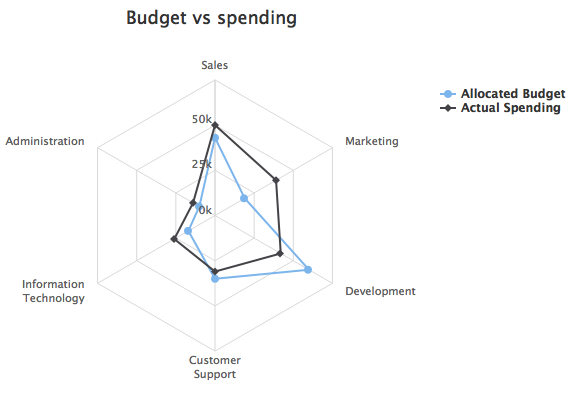 Budget vs spending
Sales
Allocated Budget
Actual Spending
50k
Administration
Marketing
25k
0k
Information
Technology
Development
Customer
Support